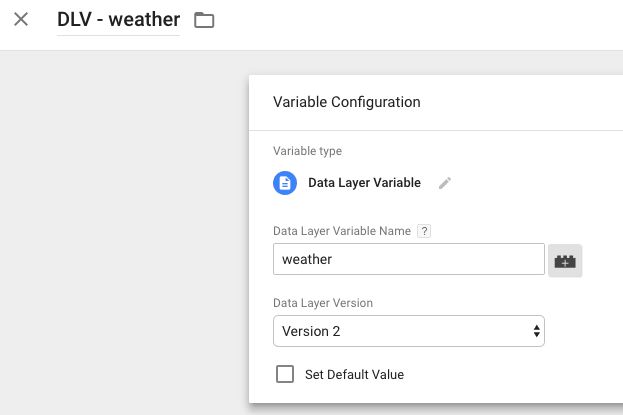 DLV - weather
Variable Configuration
Variable type
Data Layer Variable
Data Layer Variable Name ?
weather
Data Layer Version
Version 2
Set Default Value